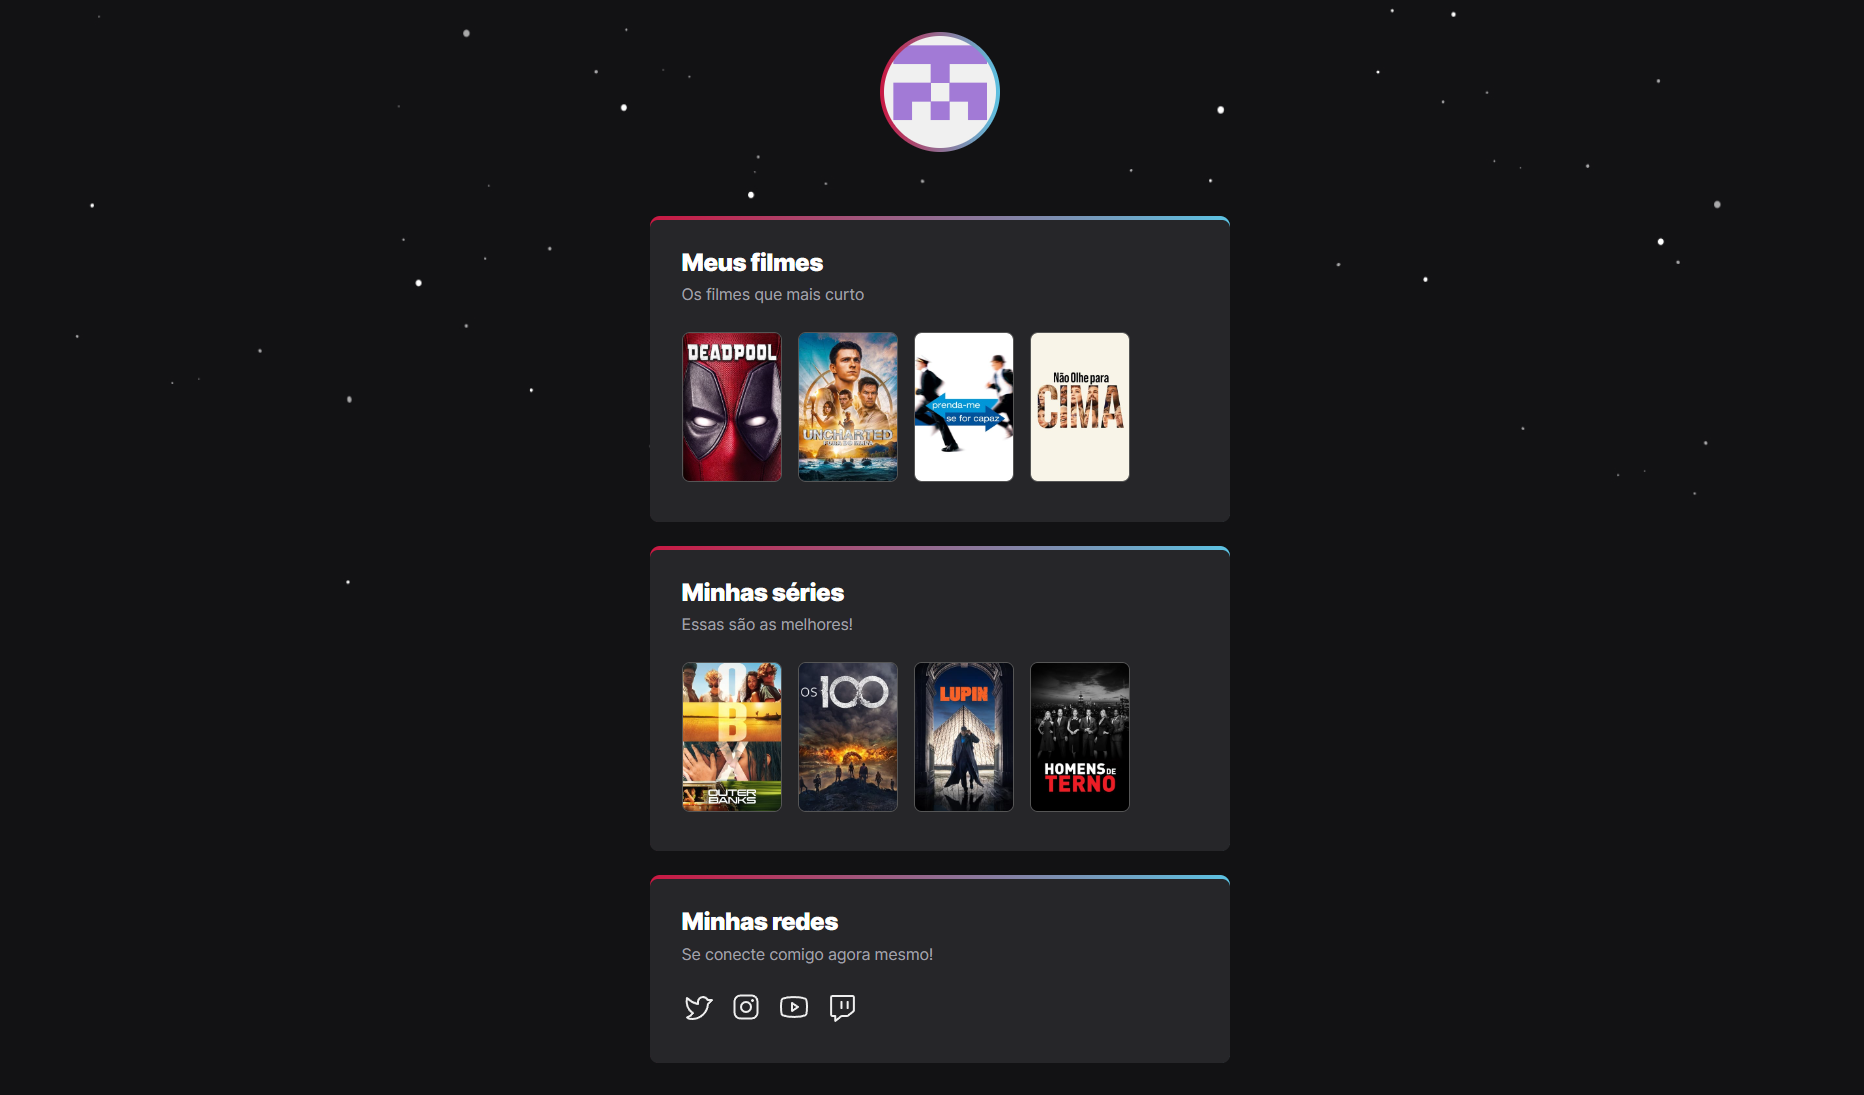 Meus filmes
Os filmes que mais curto
DEADPOOL
UNCHARTED
prenda-me
se for capaz
Não Olhe para
CIMA
Minhas séries
Essas são as melhores!
O
B
X
OUTER
BANKS
OS 100
LUPIN
HOMENS DE
TERNO
Minhas redes
Se conecte comigo agora mesmo!